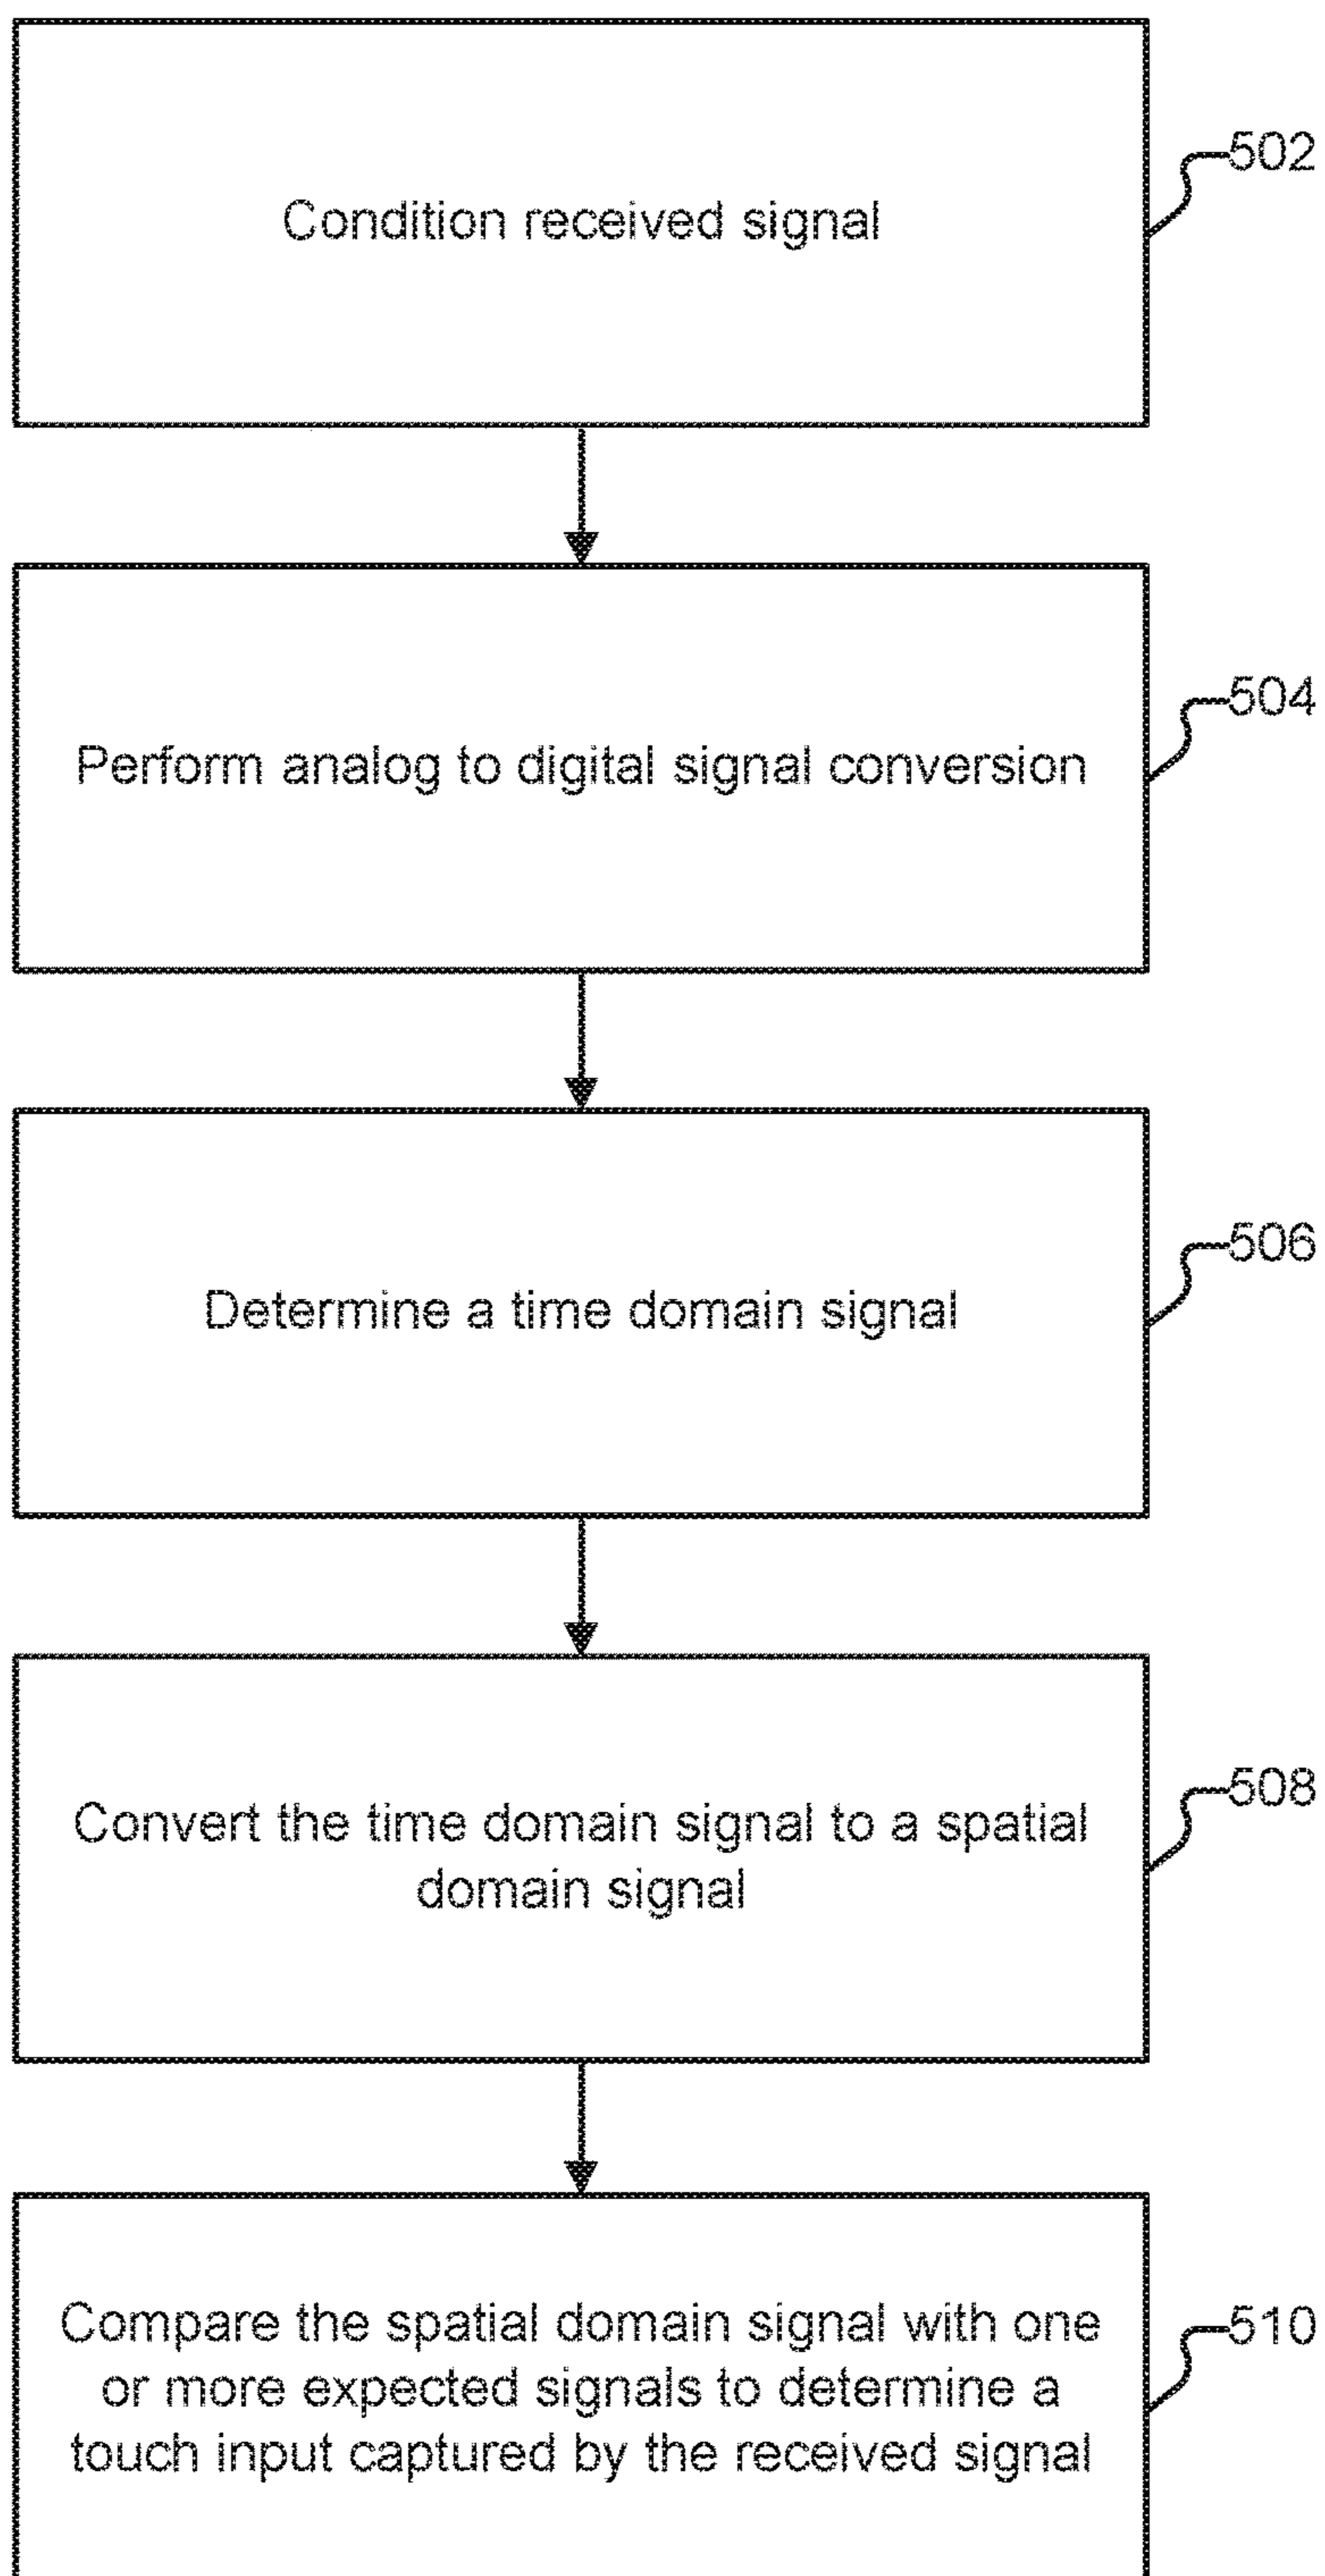 Condition received signal
502
Perform analog to digital signal conversion
504
Determine a time domain signal
506
Convert the time domain signal to a spatial
domain signal
508
Compare the spatial domain signal with one
or more expected signals to determine a
touch input captured by the received signal
510